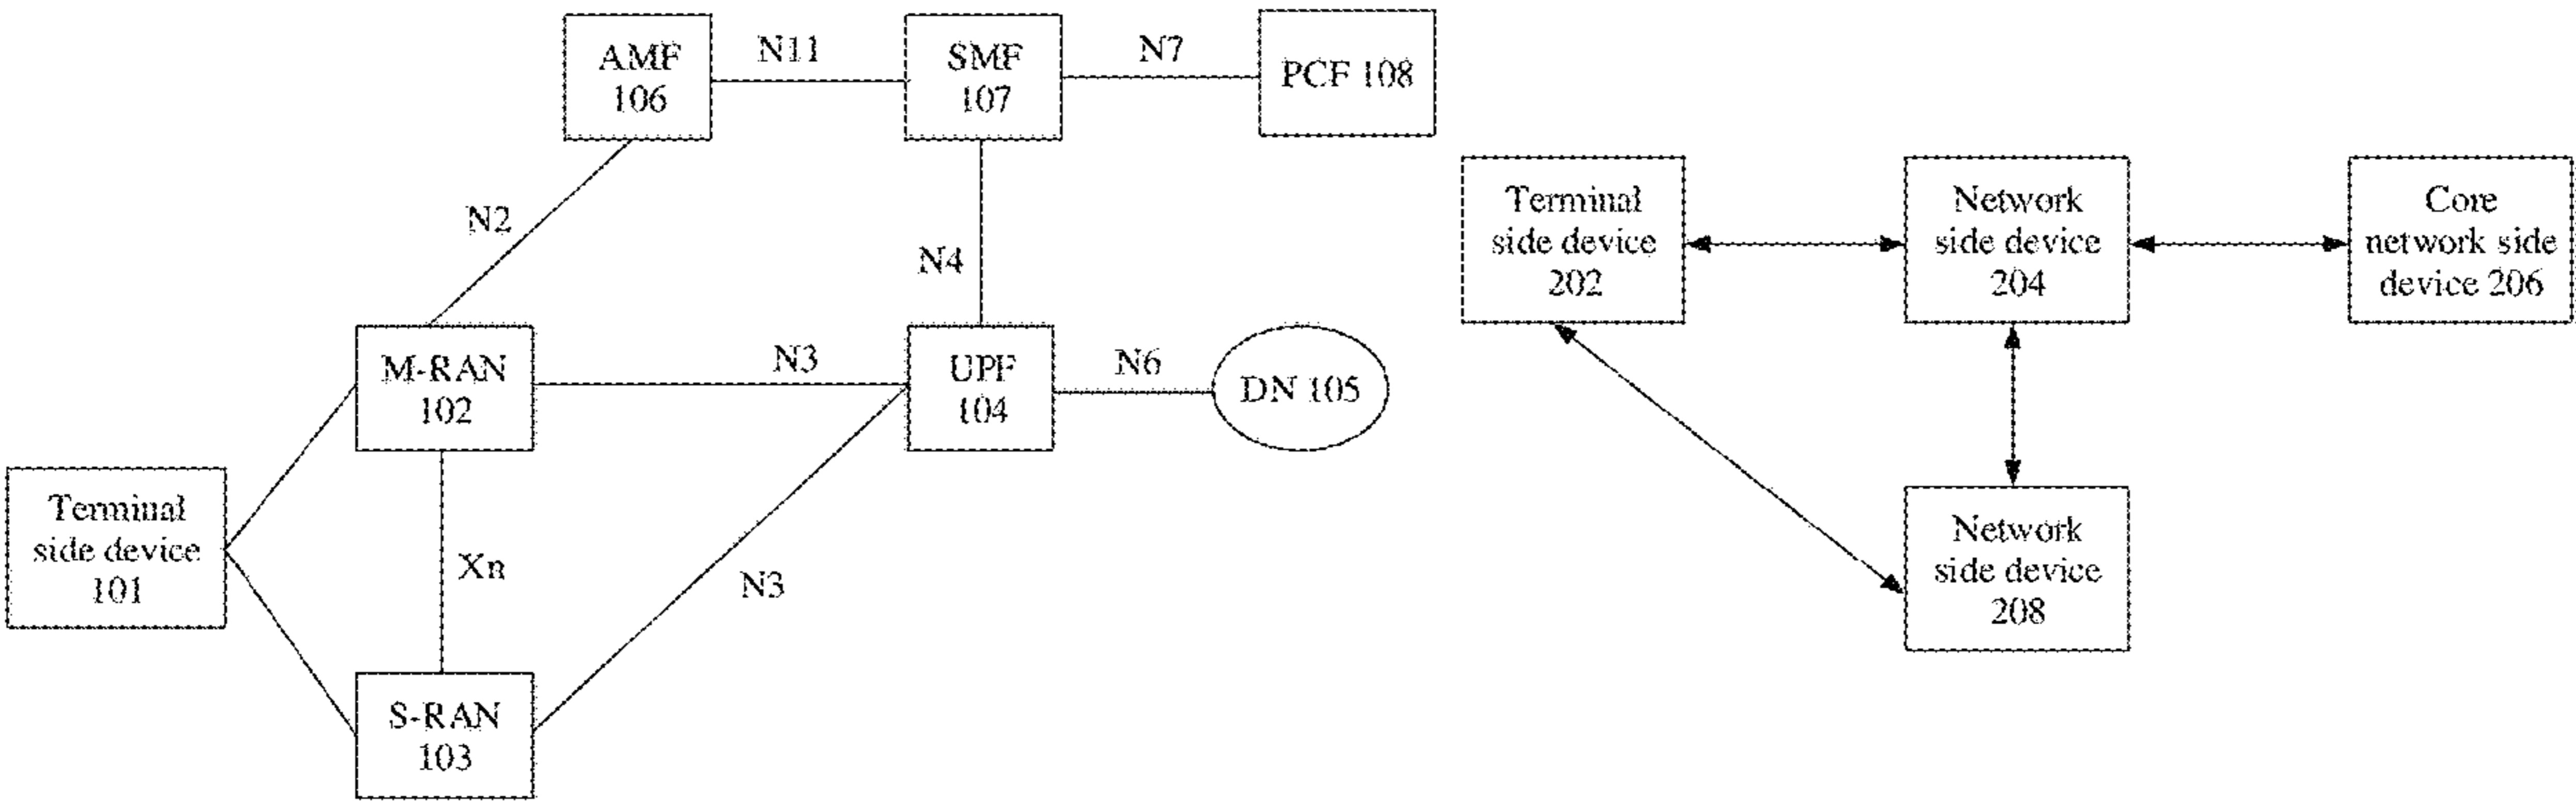 AMF
106
N11
SMF
107
N7
PCF 108
N2
N4
M-RAN
102
N3
UPF
104
N6
DN 105
Terminal
side device
101
Xn
N3
S-RAN
103
Terminal
side device
202
Network
side device
204
Core
network side
device 206
Network
side device
208